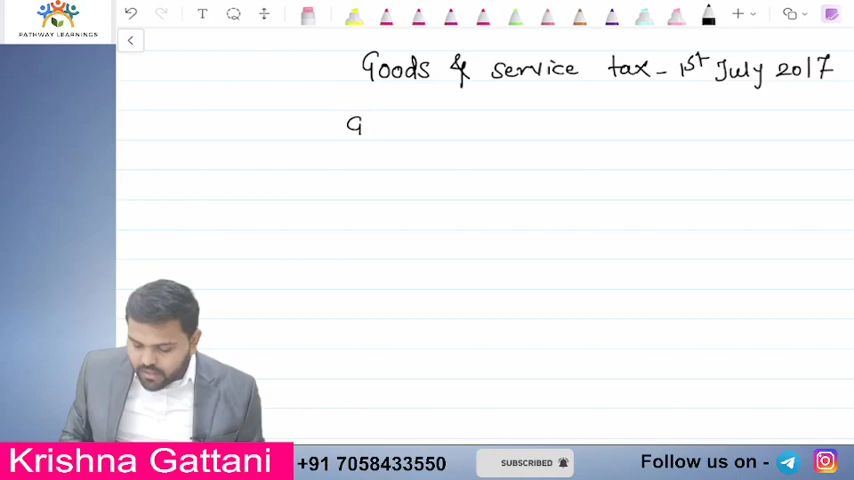 PATHWAY LEARNINGS
T
Goods & service tax - 1st July 2017
G
Krishna Gattani
+91 7058433550
SUBSCRIBED
Follow us on -